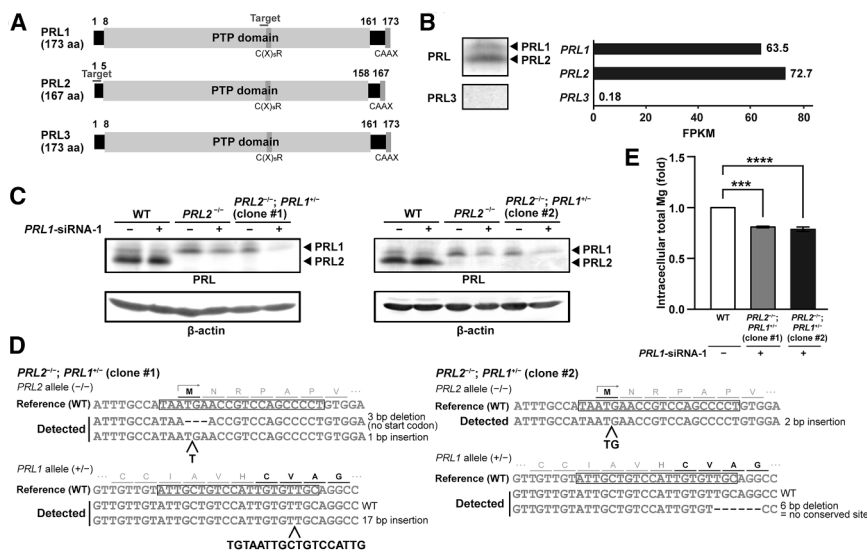 A
Target
1 8 161 173
PRL1
(173 aa)
PTP domain
C(X)₅R
CAAX
1 5 158 167
Target
PRL2
(167 aa)
PTP domain
C(X)₅R
CAAX
1 8 161 173
PRL3
(173 aa)
PTP domain
C(X)₅R
CAAX
B
PRL
PRL1
PRL2
PRL3
PRL1 63.5
PRL2 72.7
PRL3 0.18
0 20 40 60 80
FPKM
C
PRL2⁻/⁻; PRL1⁺/⁻
WT PRL2⁻/⁻ (clone #1)
PRL1-siRNA-1 – + – + – +
PRL1
PRL2
PRL
β-actin
PRL2⁻/⁻; PRL1⁺/⁻
WT PRL2⁻/⁻ (clone #2)
– + – + – +
PRL1
PRL2
PRL
β-actin
E
Intracecllular total Mg (fold)
1.5
1.0
0.5
0.0
****
***
WT
PRL2⁻/⁻;
PRL1⁺/⁻
(clone #1)
PRL2⁻/⁻;
PRL1⁺/⁻
(clone #2)
PRL1-siRNA-1 – + +
D
PRL2⁻/⁻; PRL1⁺/⁻ (clone #1)
PRL2 allele (–/–)
M N R P A P V ...
Reference (WT) ATTTGCCATAATGAACCGTCCAGCCCCTGTGGA
Detected
ATTTGCCATAA---ACCGTCCAGCCCCTGTGGA
3 bp deletion
(no start codon)
ATTTGCCATAATGAACCGTCCAGCCCCTGTGGA 1 bp insertion
T
PRL1 allele (+/–)
... C C I A V H C V A G ...
Reference (WT) GTTGTTGTATTGCTGTCCATTGTGTTGCAGGCC
Detected
GTTGTTGTATTGCTGTCCATTGTGTTGCAGGCC WT
GTTGTTGTATTGCTGTCCATTGTGTTGCAGGCC 17 bp insertion
TGTAATTGCTGTCCATTG
PRL2⁻/⁻; PRL1⁺/⁻ (clone #2)
PRL2 allele (–/–)
M N R P A P V ...
Reference (WT) ATTTGCCATAATGAACCGTCCAGCCCCTGTGGA
Detected ATTTGCCATAATGAACCGTCCAGCCCCTGTGGA 2 bp insertion
TG
PRL1 allele (+/–)
... C C I A V H C V A G ...
Reference (WT) GTTGTTGTATTGCTGTCCATTGTGTTGCAGGCC
Detected
GTTGTTGTATTGCTGTCCATTGTGTTGCAGGCC WT
GTTGTTGTATTGCTGTCCATTGTGT------CC
6 bp deletion
= no conserved site